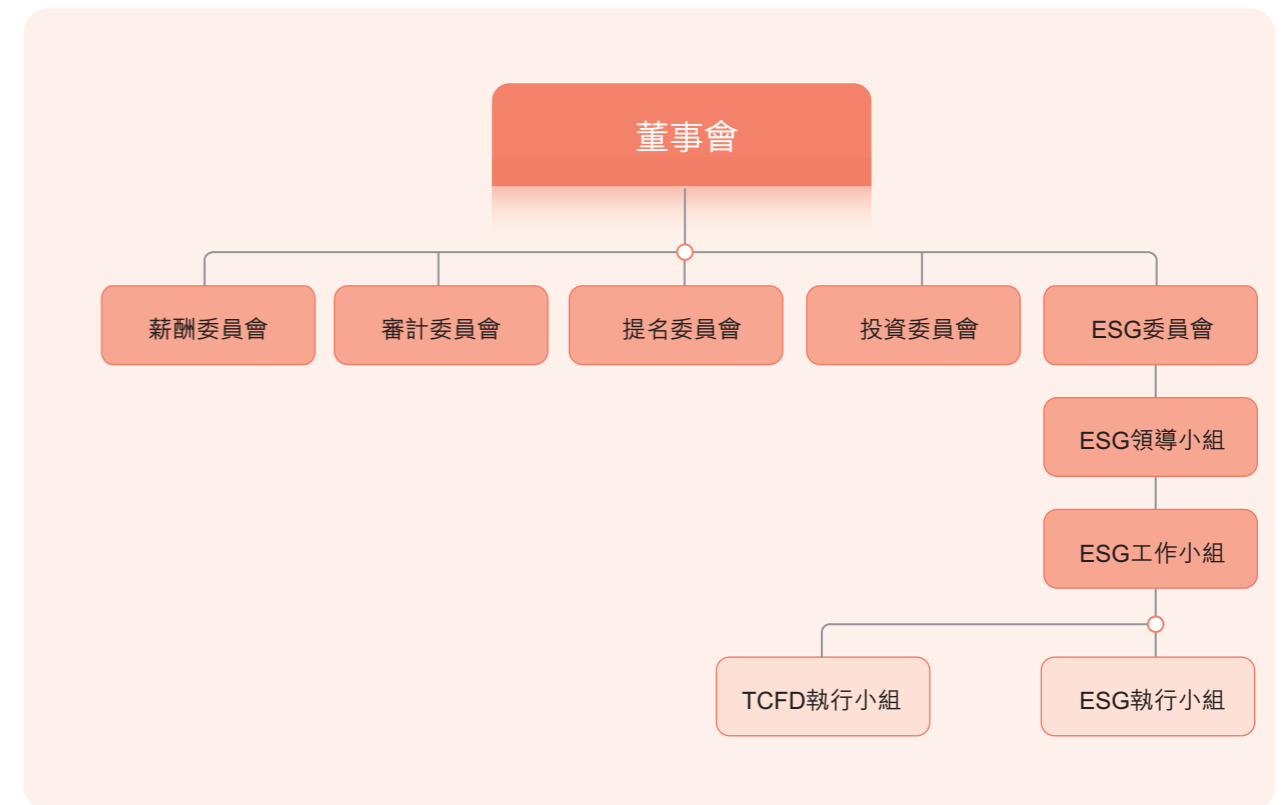 董事會
薪酬委員會
審計委員會
提名委員會
投資委員會
ESG委員會
ESG領導小組
ESG工作小組
TCFD執行小組
ESG執行小組